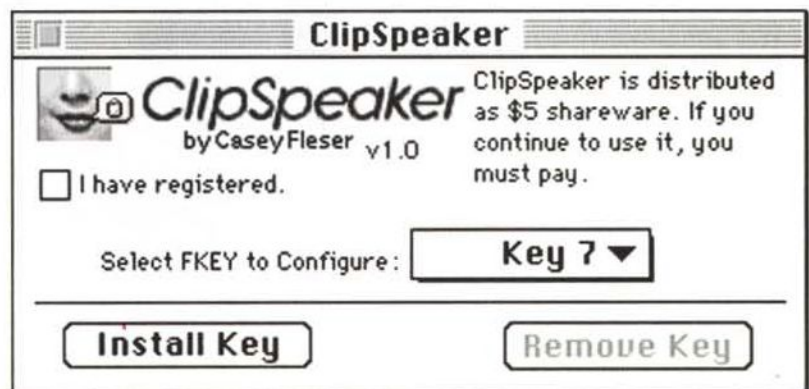 ClipSpeaker
ClipSpeaker
by Casey Fleser v1.0
ClipSpeaker is distributed
as $5 shareware. If you
continue to use it, you
must pay.
I have registered.
Select FKEY to Configure:
Key 7
Install Key
Remove Key